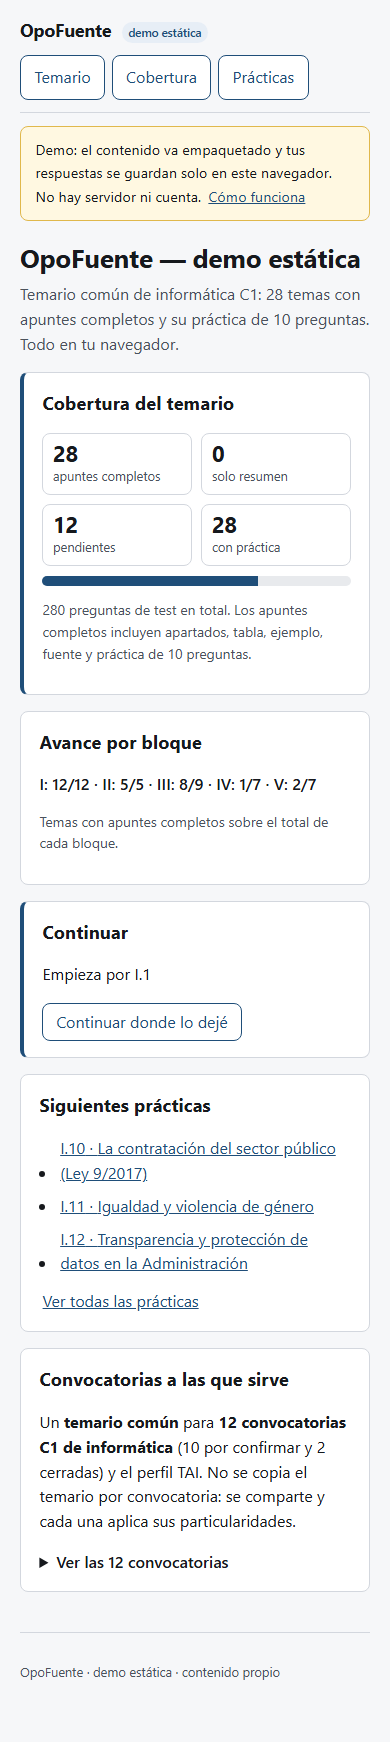 OpoFuente demo estática
Temario Cobertura Prácticas
Demo: el contenido va empaquetado y tus
respuestas se guardan solo en este navegador.
No hay servidor ni cuenta. Cómo funciona
OpoFuente — demo estática
Temario común de informática C1: 28 temas con
apuntes completos y su práctica de 10 preguntas.
Todo en tu navegador.
Cobertura del temario
28
apuntes completos
0
solo resumen
12
pendientes
28
con práctica
280 preguntas de test en total. Los apuntes
completos incluyen apartados, tabla, ejemplo,
fuente y práctica de 10 preguntas.
Avance por bloque
I: 12/12 · II: 5/5 · III: 8/9 · IV: 1/7 · V: 2/7
Temas con apuntes completos sobre el total de
cada bloque.
Continuar
Empieza por I.1
Continuar donde lo dejé
Siguientes prácticas
I.10 · La contratación del sector público
(Ley 9/2017)
I.11 · Igualdad y violencia de género
I.12 · Transparencia y protección de
datos en la Administración
Ver todas las prácticas
Convocatorias a las que sirve
Un temario común para 12 convocatorias
C1 de informática (10 por confirmar y 2
cerradas) y el perfil TAI. No se copia el
temario por convocatoria: se comparte y
cada una aplica sus particularidades.
Ver las 12 convocatorias
OpoFuente · demo estática · contenido propio